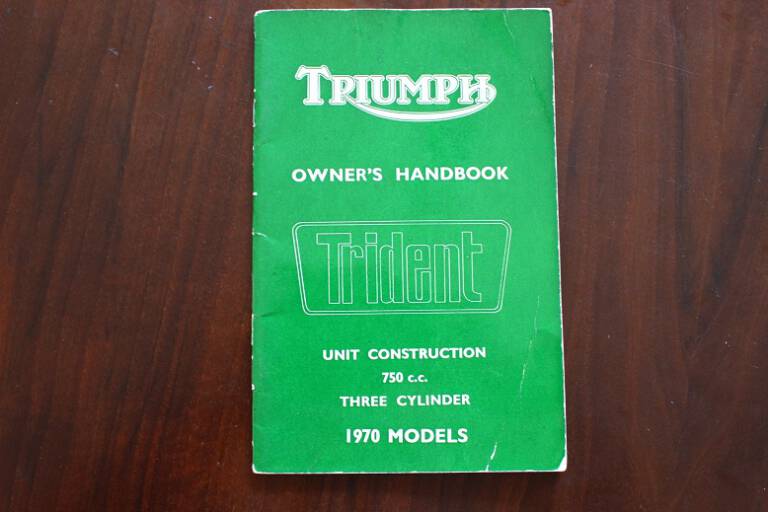 TRIUMPH
OWNER'S HANDBOOK
Trident
UNIT CONSTRUCTION
750 c.c.
THREE CYLINDER
1970 MODELS